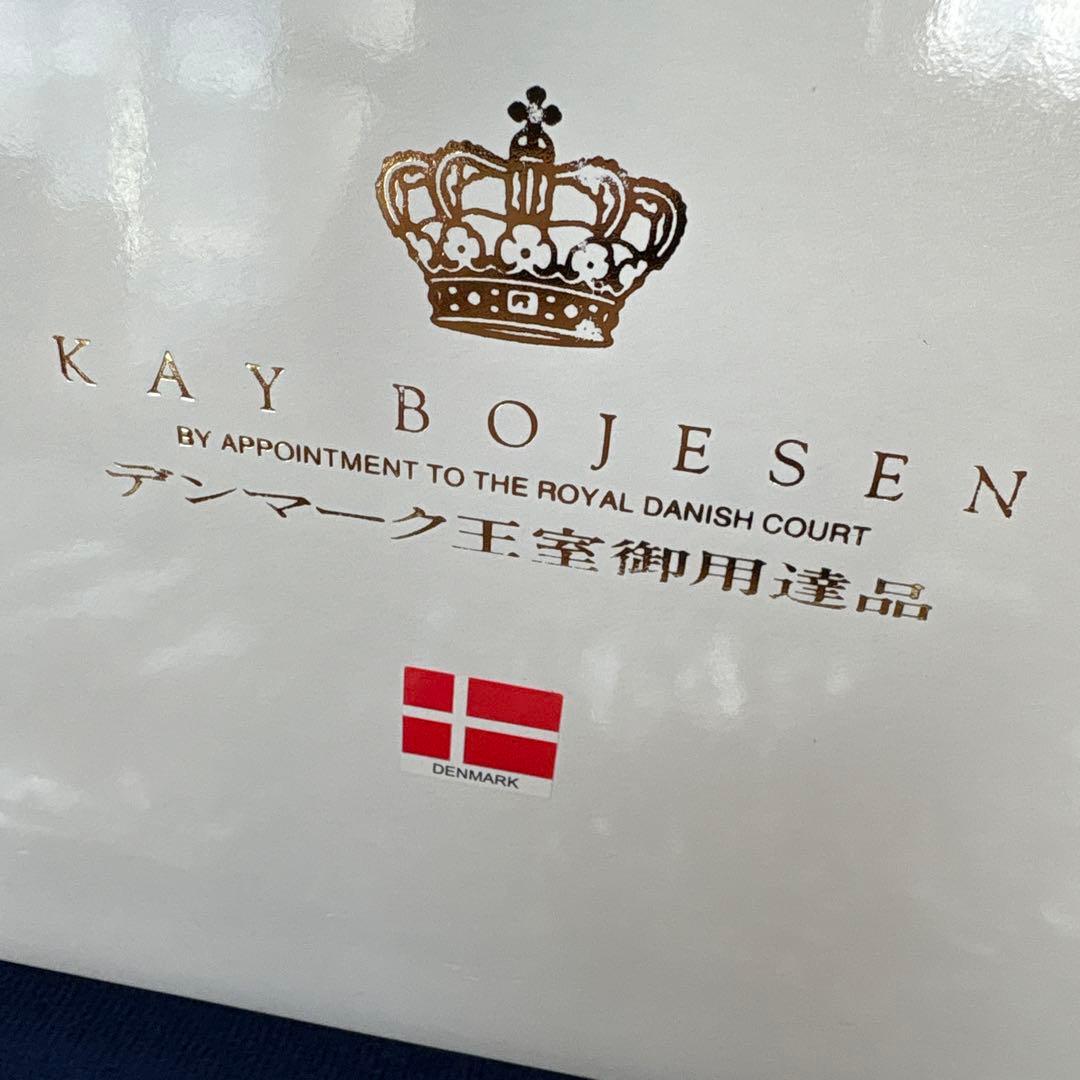 KAY BOJESEN
BY APPOINTMENT TO THE ROYAL DANISH COURT
デンマーク王室御用達品
DENMARK